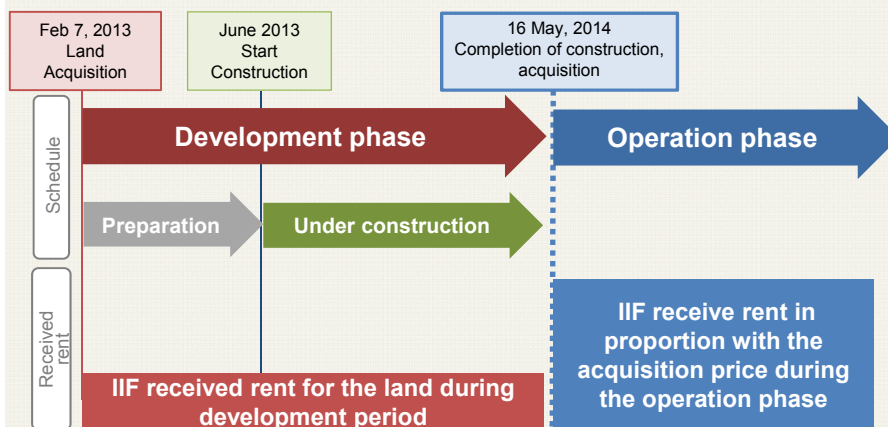 Feb 7, 2013
Land
Acquisition
June 2013
Start
Construction
16 May, 2014
Completion of construction,
acquisition
Schedule
Development phase
Operation phase
Preparation
Under construction
Received
rent
IIF received rent for the land during
development period
IIF receive rent in
proportion with the
acquisition price during
the operation phase